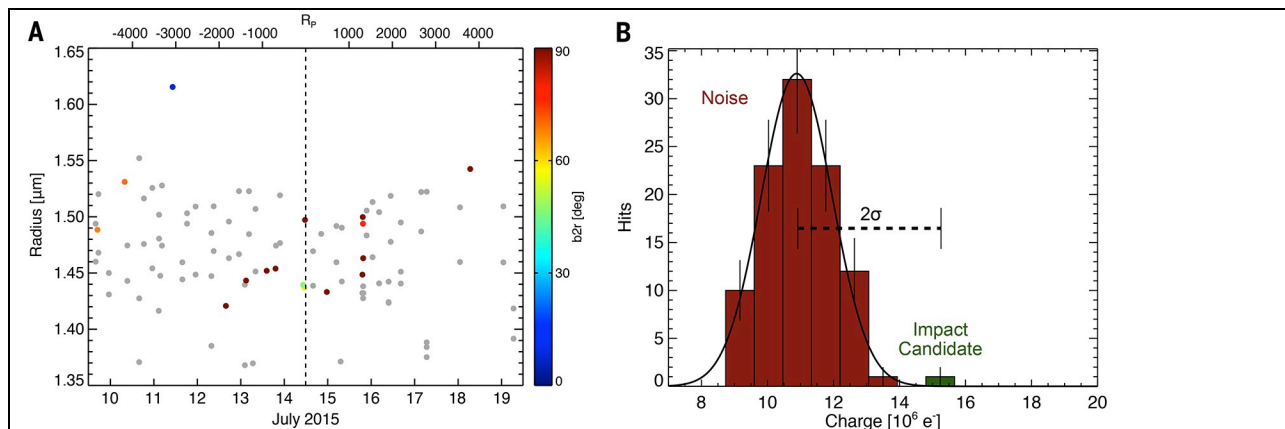 A
R_P
-4000 -3000 -2000 -1000 1000 2000 3000 4000
1.65
1.60
1.55
1.50
1.45
1.40
1.35
Radius [µm]
10 11 12 13 14 15 16 17 18 19
July 2015
90
60
30
0
b2r [deg]
B
35
30
25
20
15
10
5
0
Hits
Noise
2σ
Impact
Candidate
8 10 12 14 16 18 20
Charge [10⁶ e⁻]